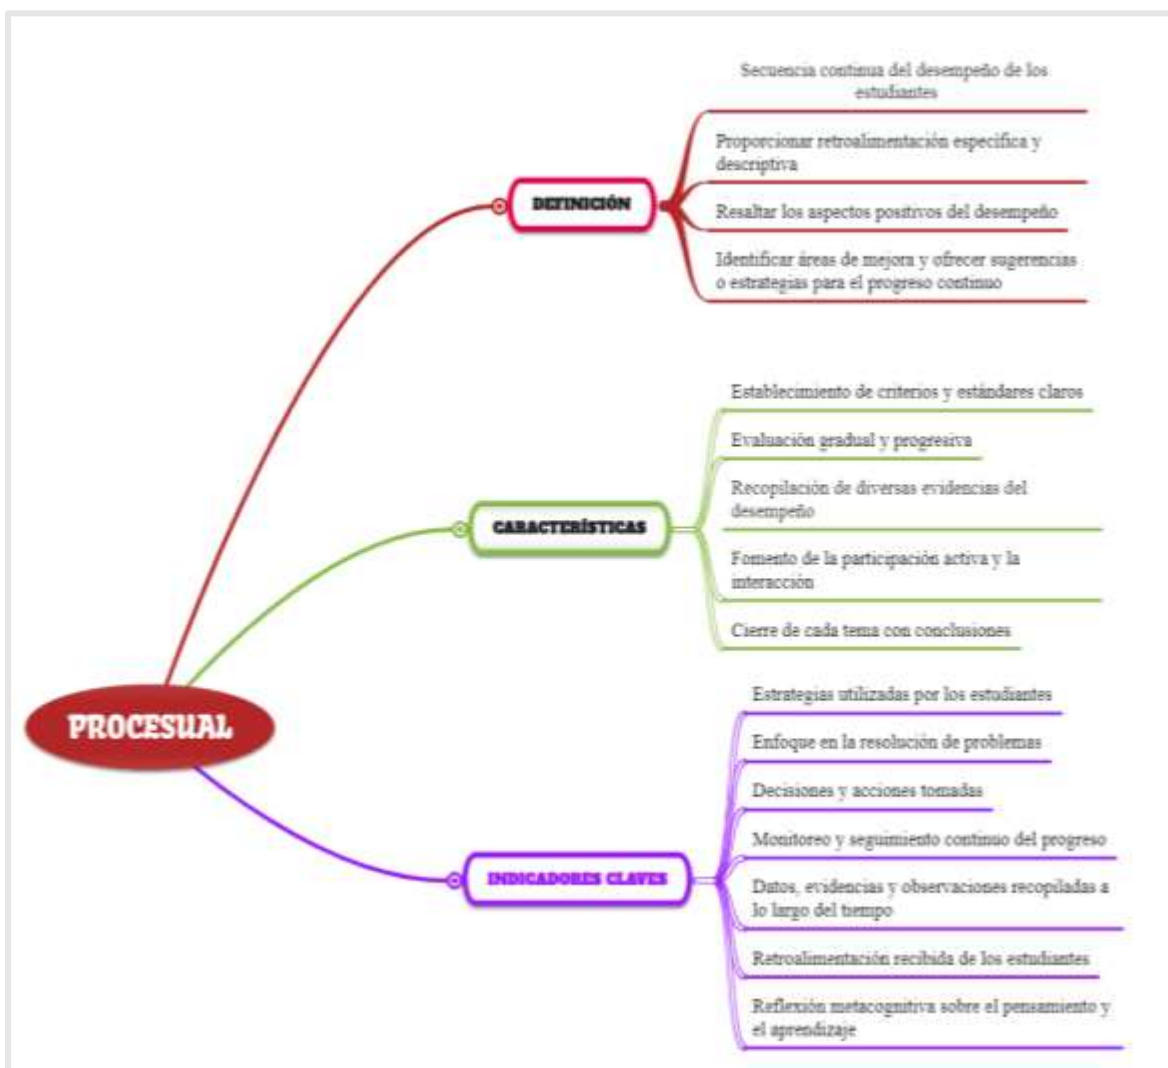 Secuencia continua del desempeño de los
estudiantes
Proporcionar retroalimentación específica y
descriptiva
DEFINICIÓN
Resaltar los aspectos positivos del desempeño
Identificar áreas de mejora y ofrecer sugerencias
o estrategias para el progreso continuo
Establecimiento de criterios y estándares claros
Evaluación gradual y progresiva
Recopilación de diversas evidencias del
desempeño
CARACTERÍSTICAS
Fomento de la participación activa y la
interacción
Cierre de cada tema con conclusiones
PROCESUAL
Estrategias utilizadas por los estudiantes
Enfoque en la resolución de problemas
Decisiones y acciones tomadas
Monitoreo y seguimiento continuo del progreso
INDICADORES CLAVES
Datos, evidencias y observaciones recopiladas a
lo largo del tiempo
Retroalimentación recibida de los estudiantes
Reflexión metacognitiva sobre el pensamiento y
el aprendizaje